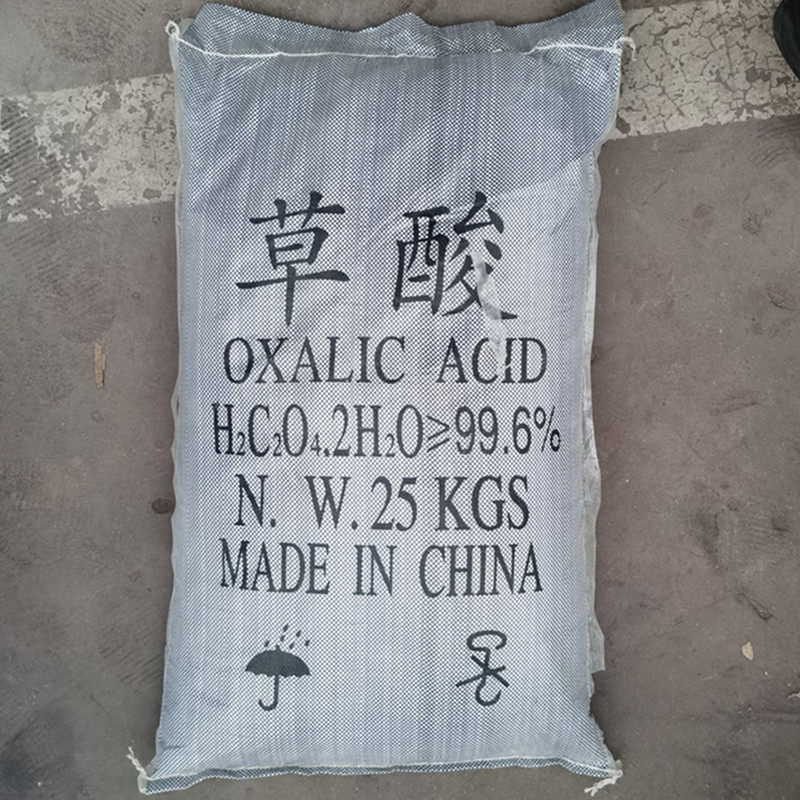 草酸
OXALIC ACID
H₂C₂O₄.2H₂O≥99.6%
N. W. 25 KGS
MADE IN CHINA